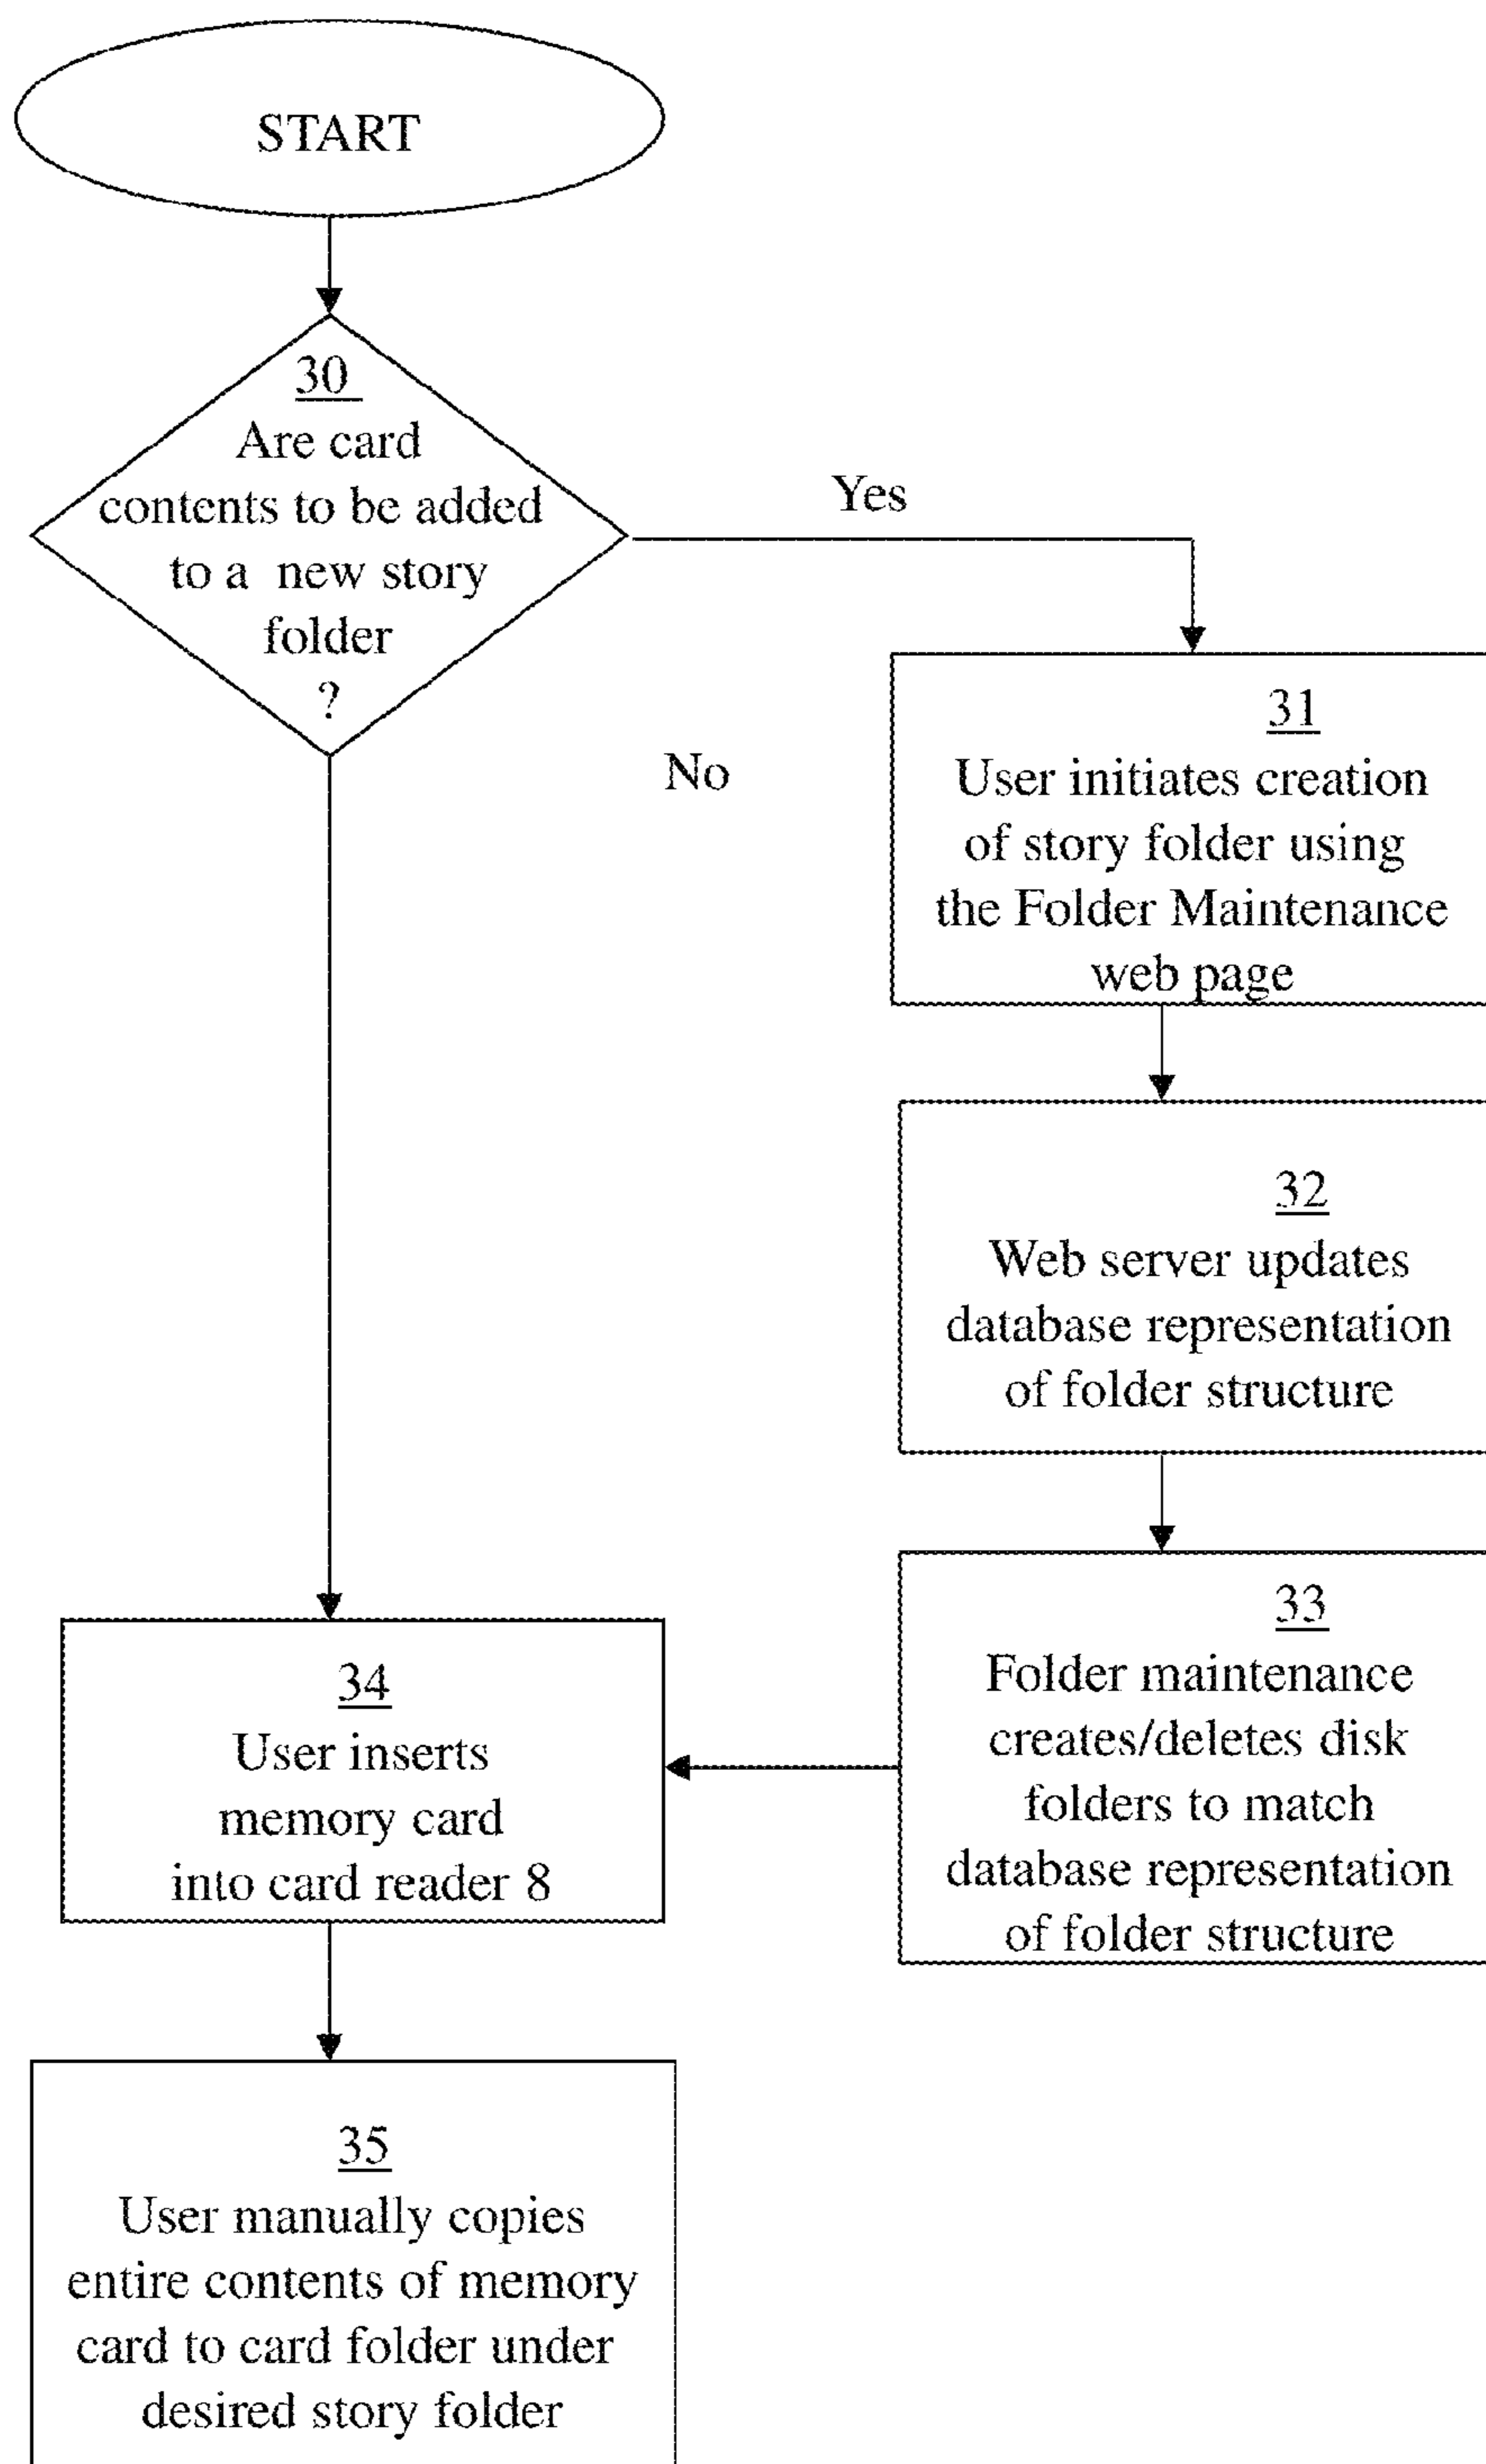 START
30
Are card
contents to be added
to a new story
folder
?
Yes
No
31
User initiates creation
of story folder using
the Folder Maintenance
web page
32
Web server updates
database representation
of folder structure
33
Folder maintenance
creates/deletes disk
folders to match
database representation
of folder structure
34
User inserts
memory card
into card reader 8
35
User manually copies
entire contents of memory
card to card folder under
desired story folder